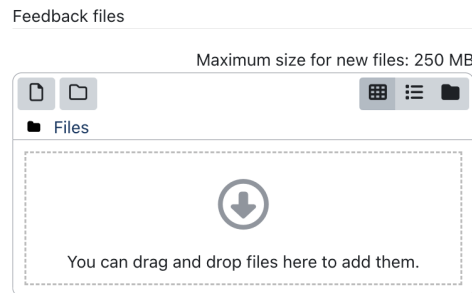 Feedback files
Maximum size for new files: 250 MB
Files
You can drag and drop files here to add them.